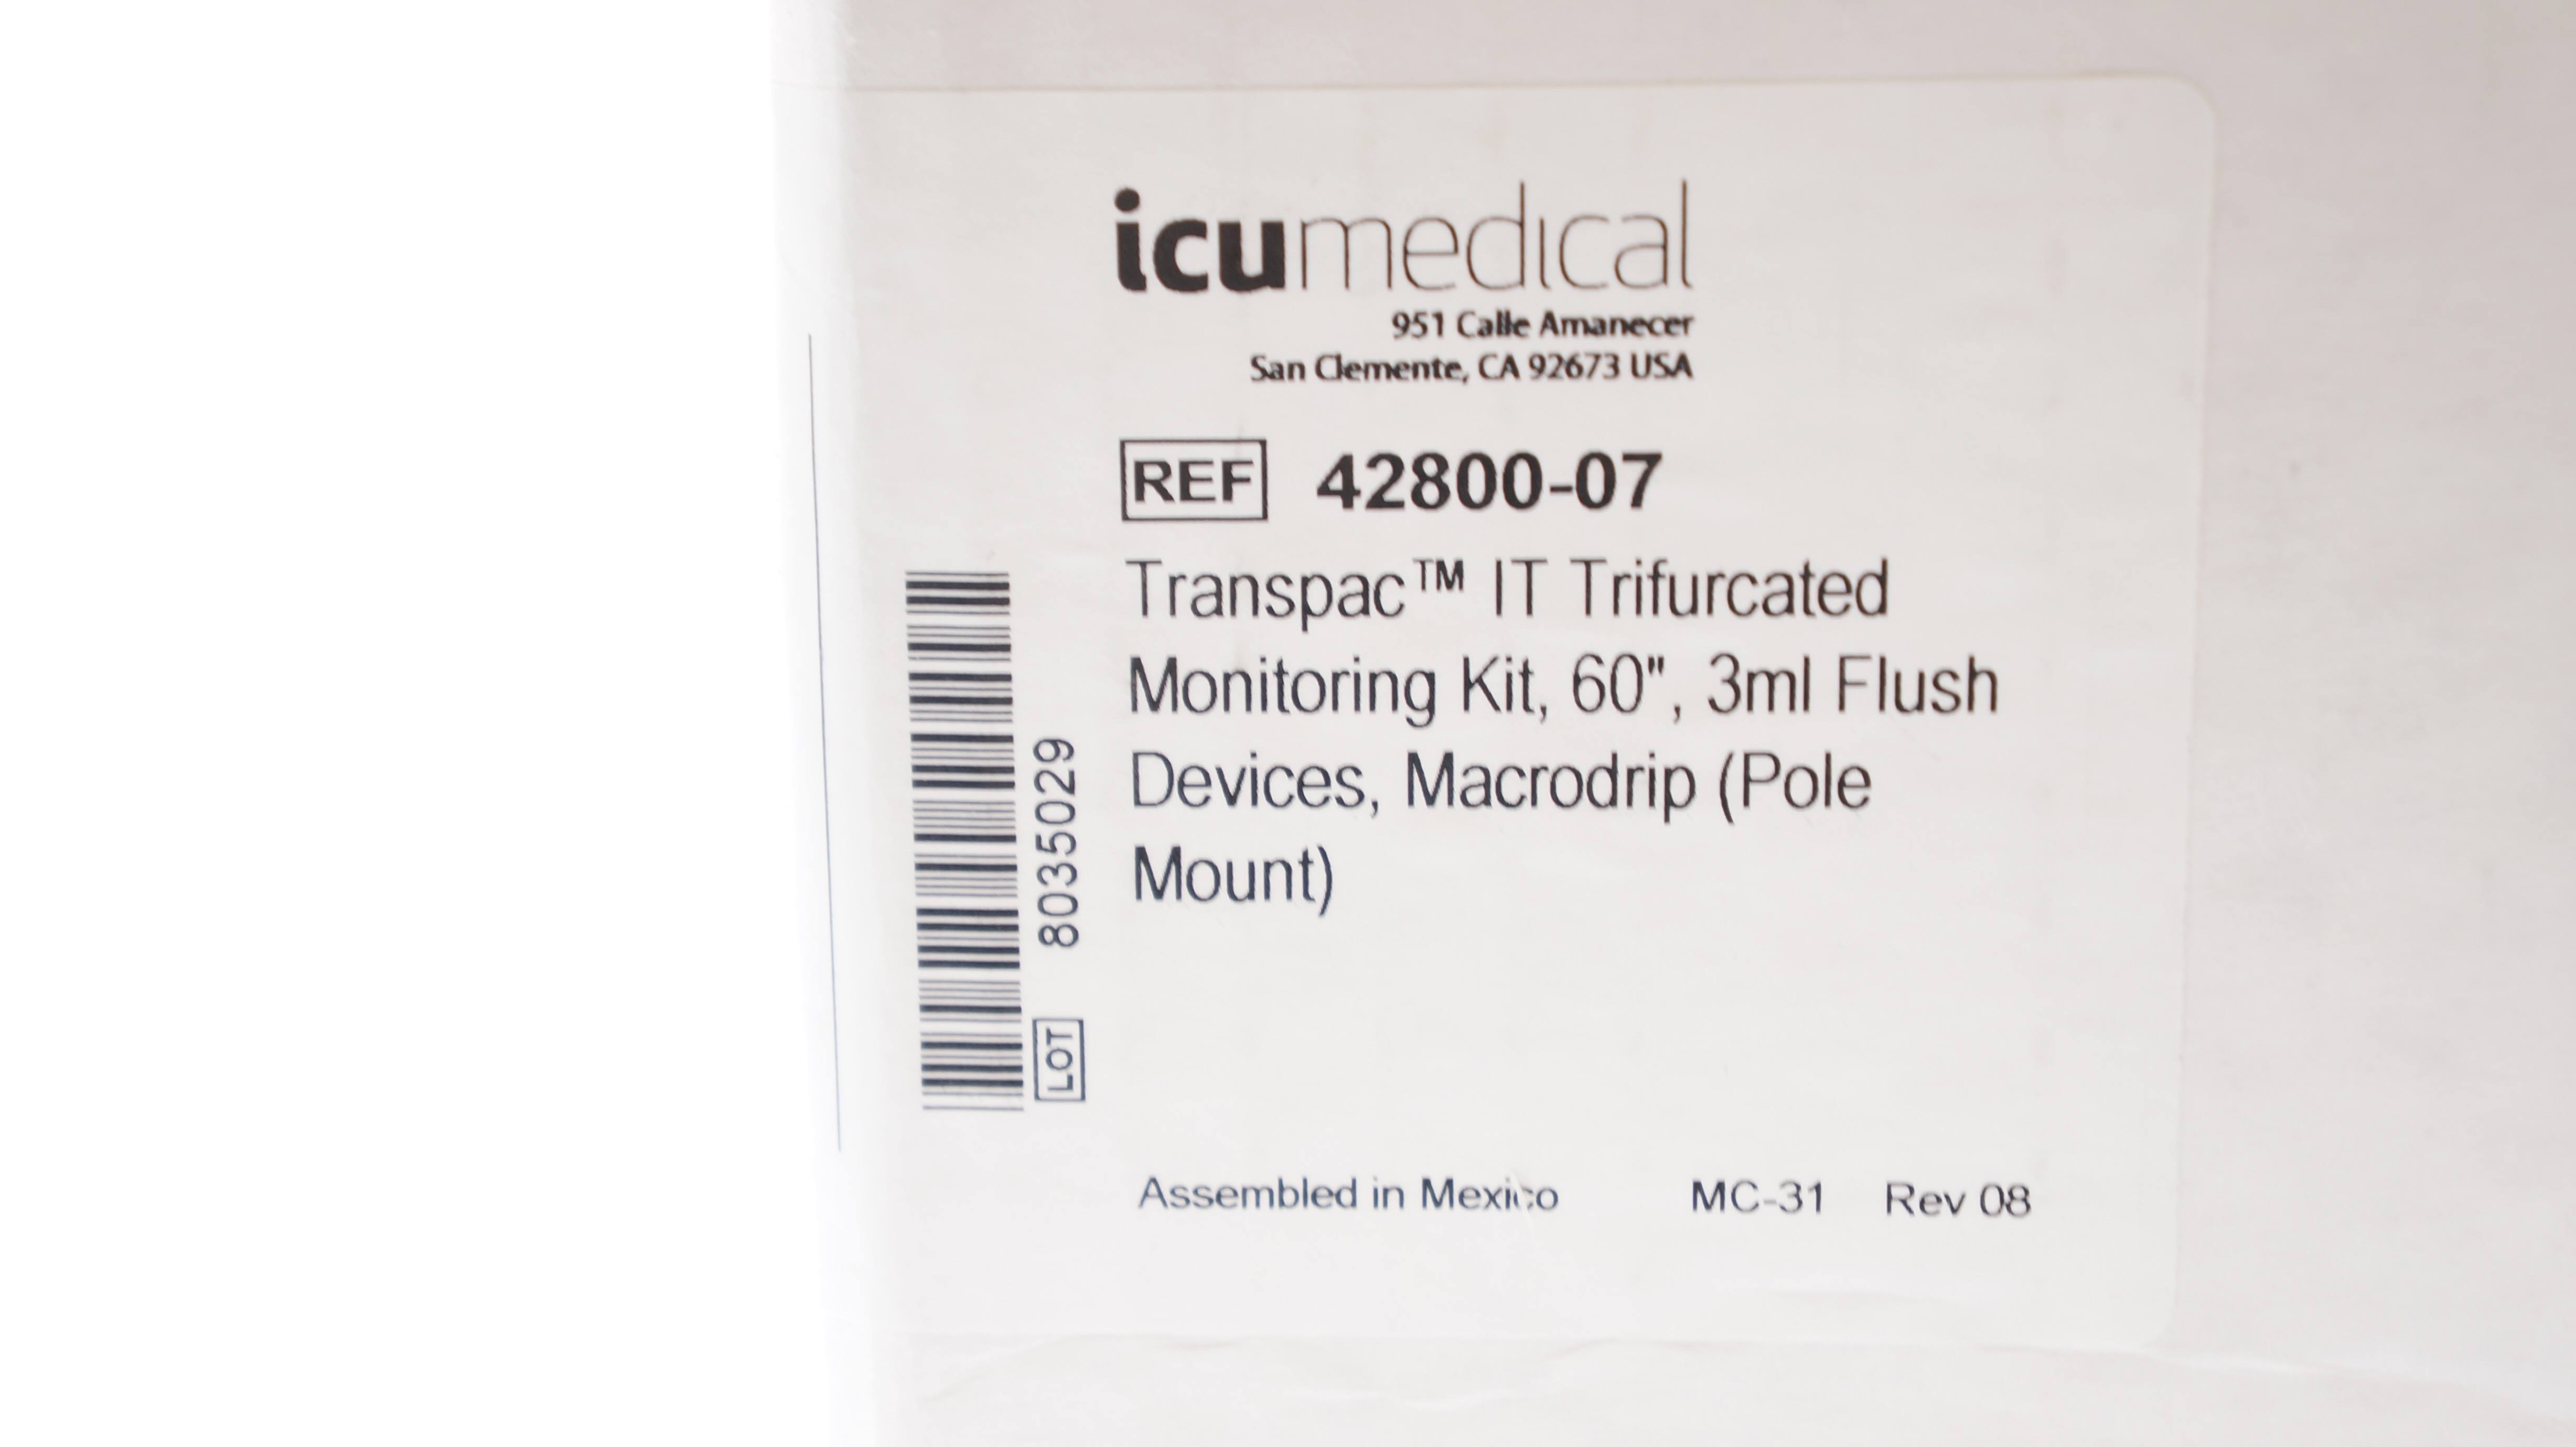 icumedical
951 Calle Amanecer
San Clemente, CA 92673 USA
REF 42800-07
Transpac™ IT Trifurcated
Monitoring Kit, 60", 3ml Flush
Devices, Macrodrip (Pole
Mount)
LOT 8035029
Assembled in Mexico MC-31 Rev 08